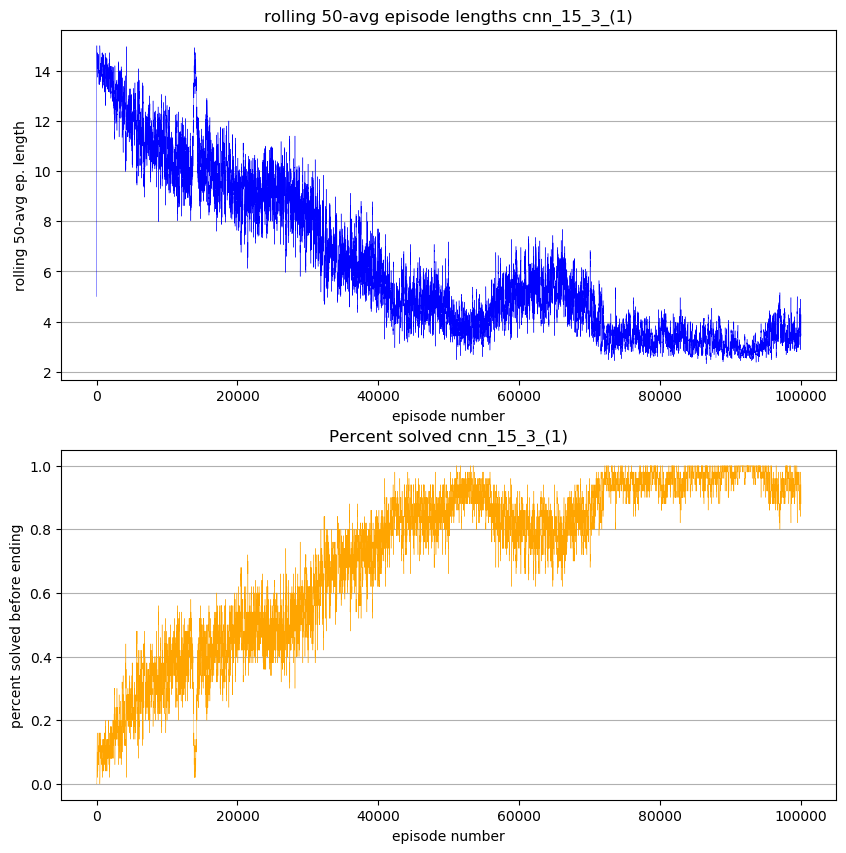 rolling 50-avg episode lengths cnn_15_3_(1)
rolling 50-avg ep. length
14
12
10
8
6
4
2
0 20000 40000 60000 80000 100000
episode number
Percent solved cnn_15_3_(1)
percent solved before ending
1.0
0.8
0.6
0.4
0.2
0.0
0 20000 40000 60000 80000 100000
episode number